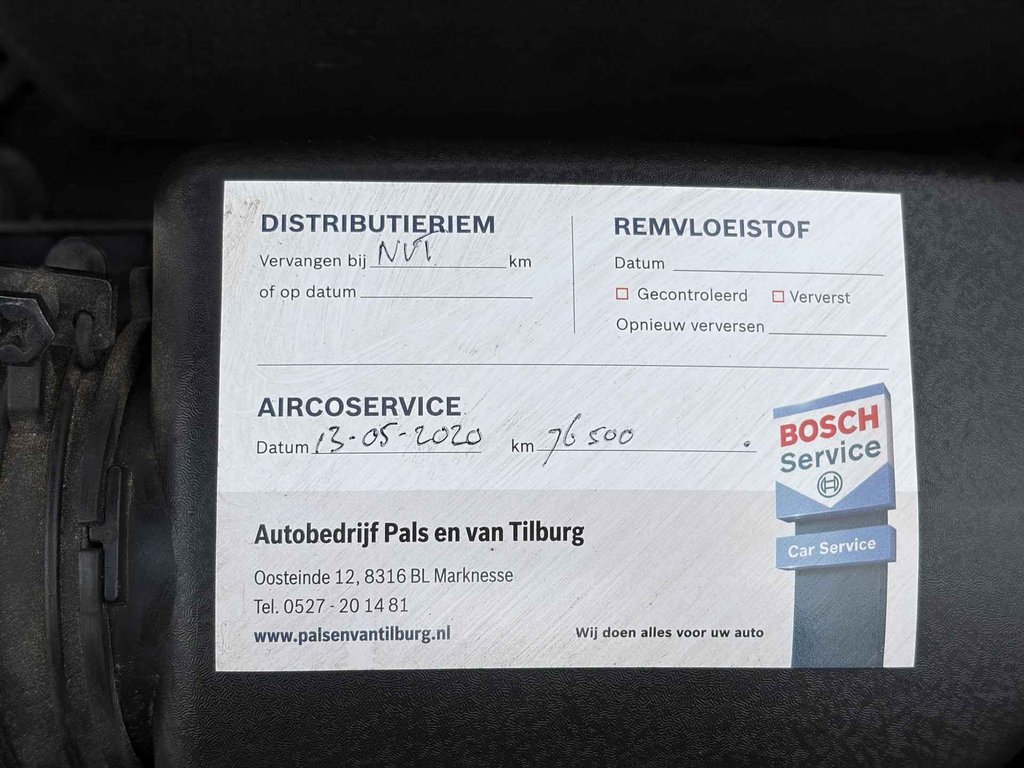 DISTRIBUTIERIEM
Vervangen bij NVT km
of op datum
REMVLOEISTOF
Datum
Gecontroleerd Ververst
Opnieuw verversen
AIRCOSERVICE
Datum 13-05-2020 km 76 500
BOSCH
Service
Car Service
Autobedrijf Pals en van Tilburg
Oosteinde 12, 8316 BL Marknesse
Tel. 0527 - 20 14 81
www.palsenvantilburg.nl
Wij doen alles voor uw auto